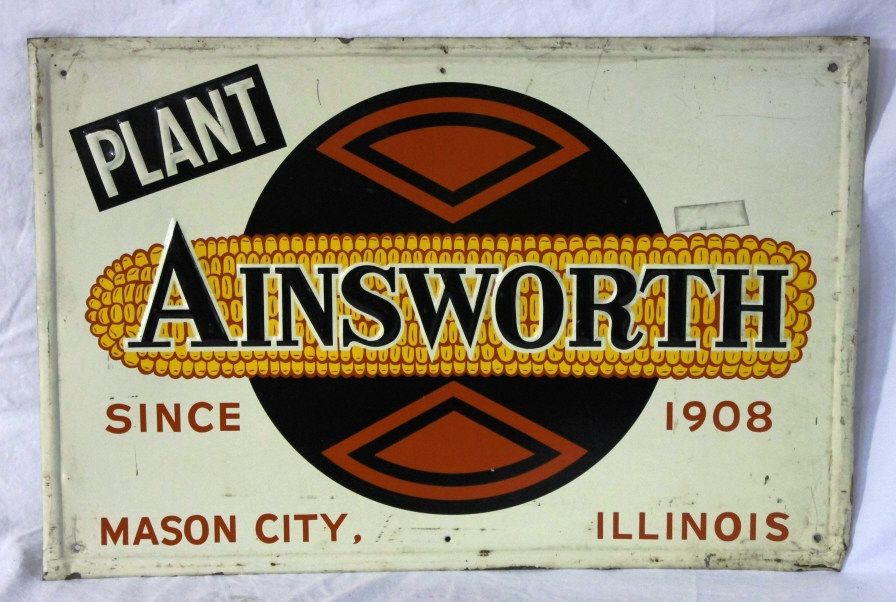 PLANT
AINSWORTH
SINCE 1908
MASON CITY, ILLINOIS